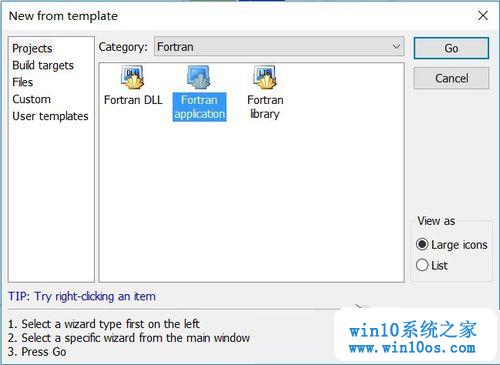 New from template
Projects
Build targets
Files
Custom
User templates
Category: Fortran
DLL
Fortran DLL
Fortran
application
LIB
Fortran
library
Go
Cancel
View as
Large icons
List
TIP: Try right-clicking an item
1. Select a wizard type first on the left
2. Select a specific wizard from the main window
3. Press Go
win10系统之家
www.win10os.com